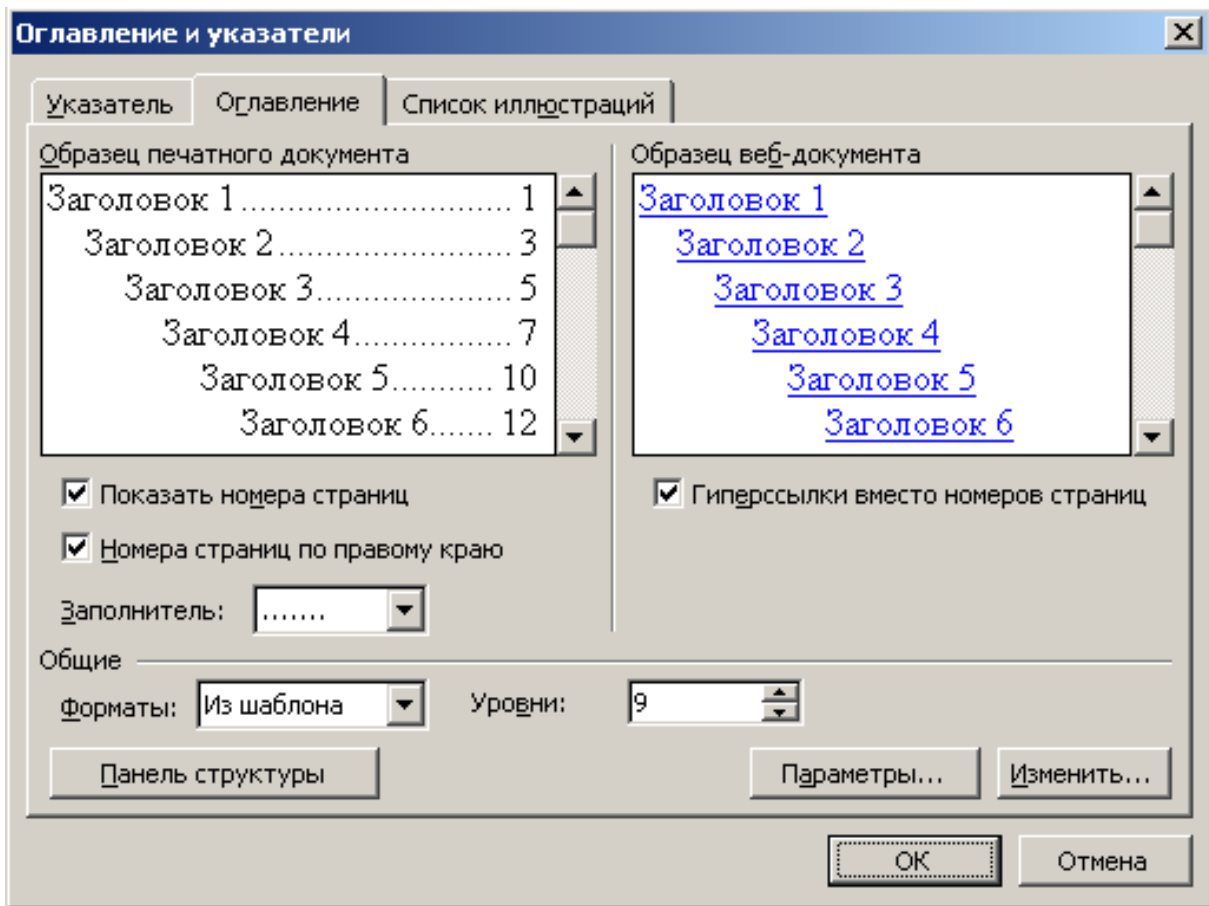 Оглавление и указатели
Указатель Оглавление Список иллюстраций
Образец печатного документа
Заголовок 1............................. 1
Заголовок 2......................... 3
Заголовок 3..................... 5
Заголовок 4................. 7
Заголовок 5........... 10
Заголовок 6....... 12
Образец веб-документа
Заголовок 1
Заголовок 2
Заголовок 3
Заголовок 4
Заголовок 5
Заголовок 6
Показать номера страниц
Номера страниц по правому краю
Заполнитель: .......
Гиперссылки вместо номеров страниц
Общие
Форматы: Из шаблона Уровни: 9
Панель структуры Параметры... Изменить...
ОК Отмена